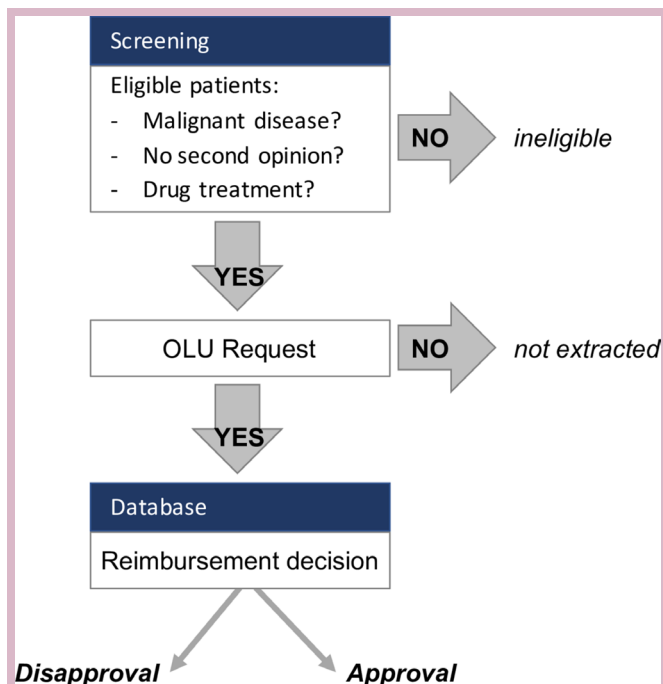 Screening
Eligible patients:
- Malignant disease?
- No second opinion?
- Drug treatment?
NO
ineligible
YES
OLU Request
NO
not extracted
YES
Database
Reimbursement decision
Disapproval
Approval